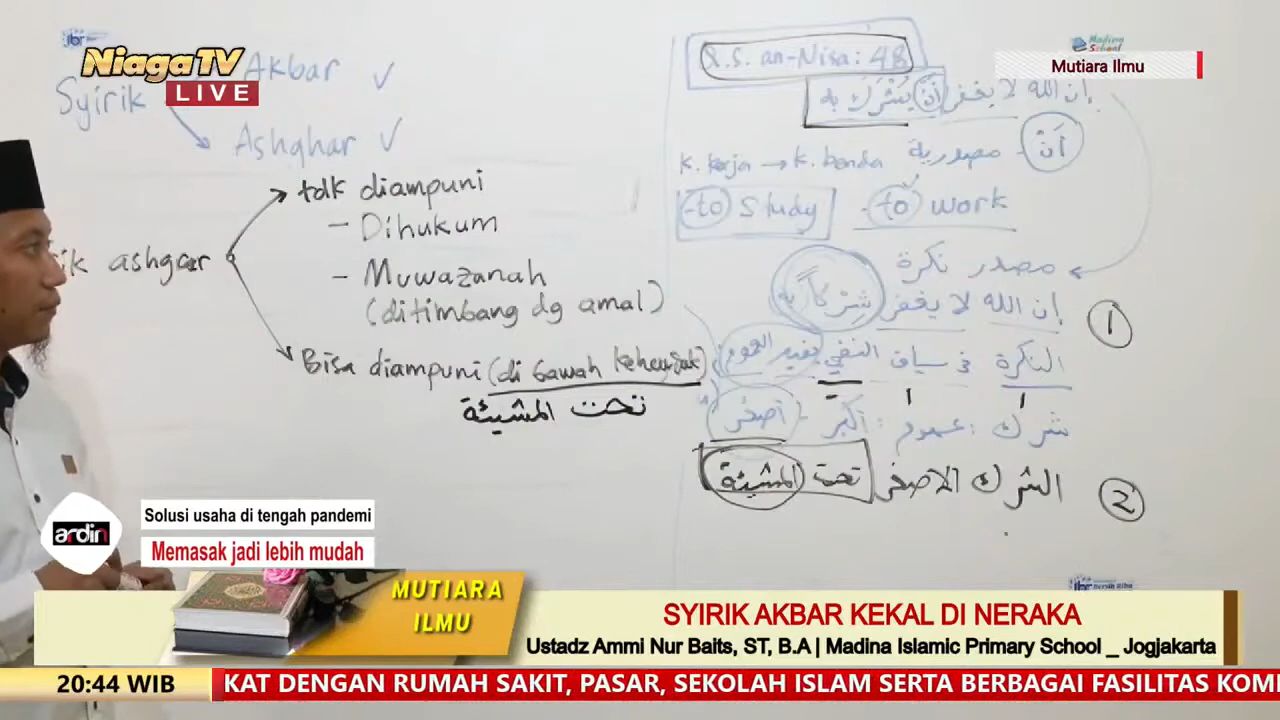 NiagaTV
LIVE
Syirik
Akbar ✓
Ashghar ✓
ik ashgar
tdk diampuni
- Dihukum
- Muwazanah
(ditimbang dg amal)
Bisa diampuni (di bawah
تحت المشيئة
Madina
School
Mutiara Ilmu
Q.S. an-Nisa: 48
إن الله لا يغفر أَنْ يُشْرَك به
أَنْ - مصدرية k. kerja → k. benda
to study to work
مصدر نكرة
إن الله لا يغفر شِرْكاً به
1
النكرة في سياق النفي تفيد العموم
شرك : عموم : أكبر - أصغر
الشرك الأصغر تحت المشيئة
2
ardin
Solusi usaha di tengah pandemi
Memasak jadi lebih mudah
MUTIARA
ILMU
SYIRIK AKBAR KEKAL DI NERAKA
Ustadz Ammi Nur Baits, ST, B.A | Madina Islamic Primary School _ Jogjakarta
20:44 WIB
KAT DENGAN RUMAH SAKIT, PASAR, SEKOLAH ISLAM SERTA BERBAGAI FASILITAS KOM